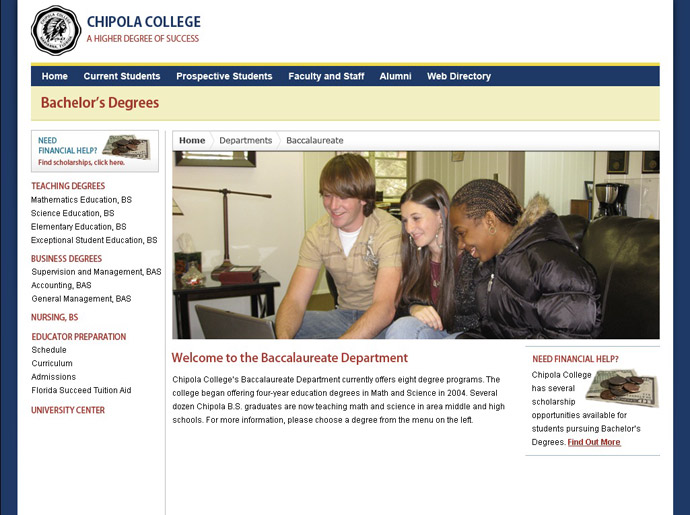 CHIPOLA COLLEGE
A HIGHER DEGREE OF SUCCESS
Home Current Students Prospective Students Faculty and Staff Alumni Web Directory
Bachelor's Degrees
NEED
FINANCIAL HELP?
Find scholarships, click here.
TEACHING DEGREES
Mathematics Education, BS
Science Education, BS
Elementary Education, BS
Exceptional Student Education, BS
BUSINESS DEGREES
Supervision and Management, BAS
Accounting, BAS
General Management, BAS
NURSING, BS
EDUCATOR PREPARATION
Schedule
Curriculum
Admissions
Florida Succeed Tuition Aid
UNIVERSITY CENTER
Home Departments Baccalaureate
Welcome to the Baccalaureate Department
Chipola College's Baccalaureate Department currently offers eight degree programs. The
college began offering four-year education degrees in Math and Science in 2004. Several
dozen Chipola B.S. graduates are now teaching math and science in area middle and high
schools. For more information, please choose a degree from the menu on the left.
NEED FINANCIAL HELP?
Chipola College
has several
scholarship
opportunities available for
students pursuing Bachelor's
Degrees. Find Out More